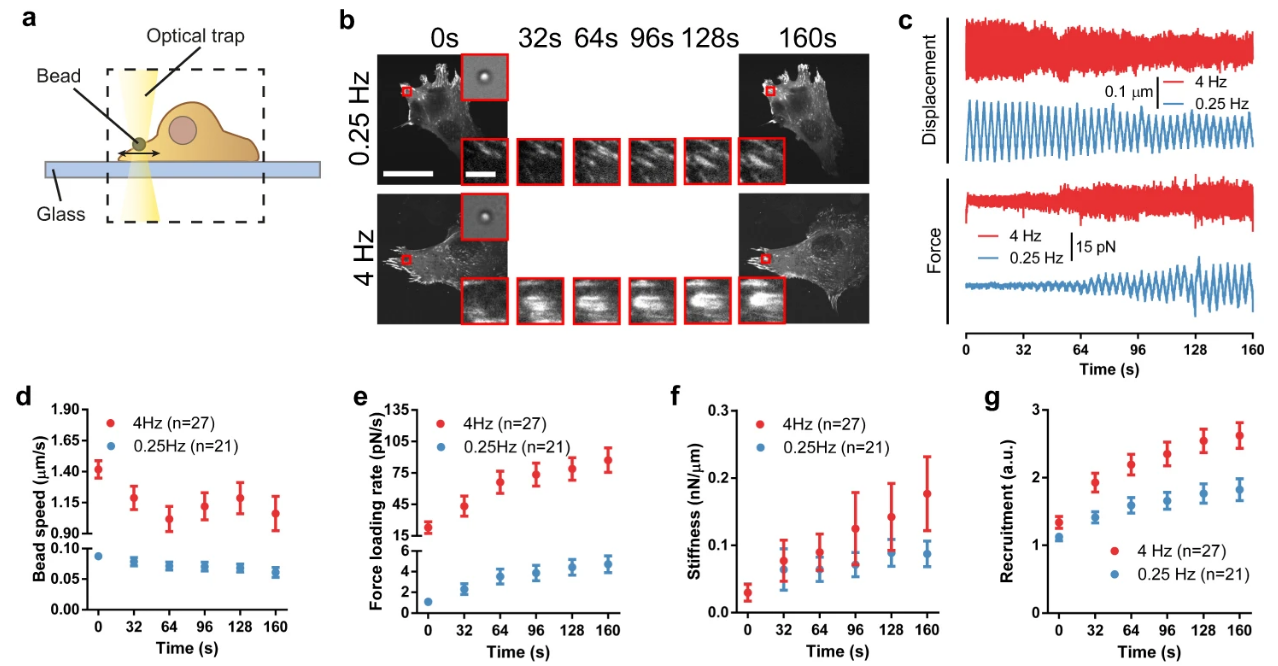 a
Optical trap
Bead
Glass
b
0s 32s 64s 96s 128s 160s
0.25 Hz
4 Hz
c
Displacement
0.1 μm
4 Hz
0.25 Hz
Force
4 Hz
0.25 Hz
15 pN
0 32 64 96 128 160
Time (s)
d
Bead speed (μm/s)
1.90
1.65
1.40
1.15
0.90
0.10
0.05
0.00
4Hz (n=27)
0.25Hz (n=21)
0 32 64 96 128 160
Time (s)
e
Force loading rate (pN/s)
135
105
75
45
15
6
4
2
0
4Hz (n=27)
0.25Hz (n=21)
0 32 64 96 128 160
Time (s)
f
Stiffness (nN/μm)
0.3
0.2
0.1
0.0
4Hz (n=27)
0.25Hz (n=21)
0 32 64 96 128 160
Time (s)
g
Recruitment (a.u.)
3
2
1
0
4 Hz (n=27)
0.25 Hz (n=21)
0 32 64 96 128 160
Time (s)